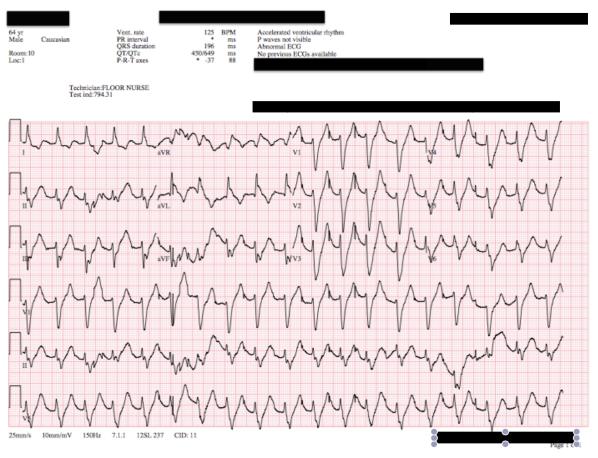 64 yr
Male Caucasian
Room:10
Loc:1
Vent. rate 125 BPM
PR interval * ms
QRS duration 196 ms
QT/QTc 450/649 ms
P-R-T axes * -37 88
Accelerated ventricular rhythm
P waves not visible
Abnormal ECG
No previous ECGs available
Technician:FLOOR NURSE
Test ind:794.31
I aVR V1 V4
II aVL V2 V5
III aVF V3 V6
V1
II
25mm/s 10mm/mV 150Hz 7.1.1 12SL 237 CID: 11
Page 1